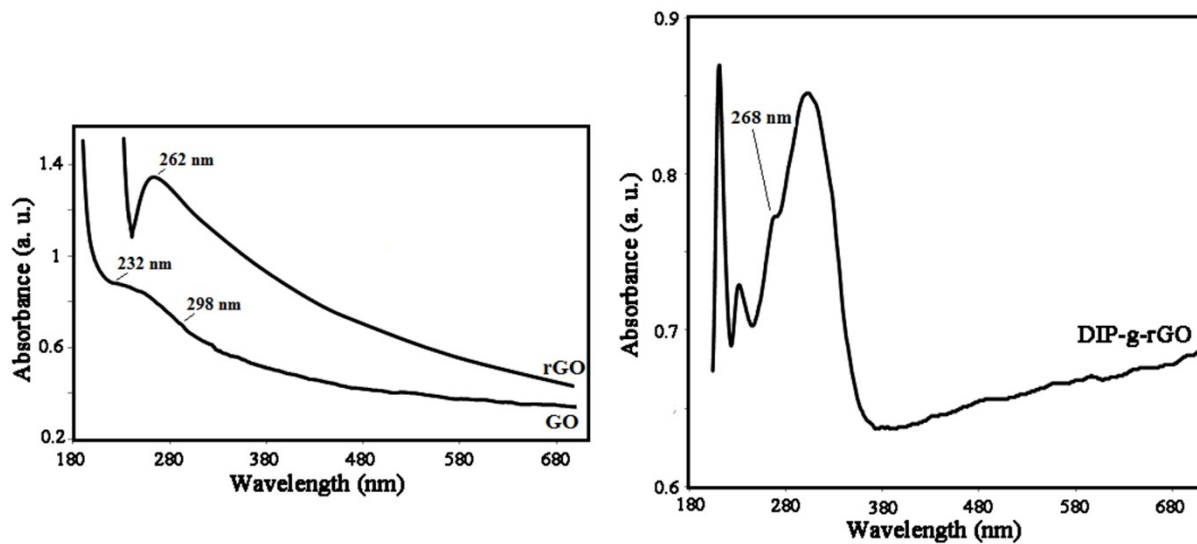 Absorbance (a. u.)
1.4
1
0.6
0.2
262 nm
232 nm
298 nm
rGO
GO
180
280
380
480
580
680
Wavelength (nm)
Absorbance (a. u.)
0.9
0.8
0.7
0.6
268 nm
DIP-g-rGO
180
280
380
480
580
Wavelength (nm)